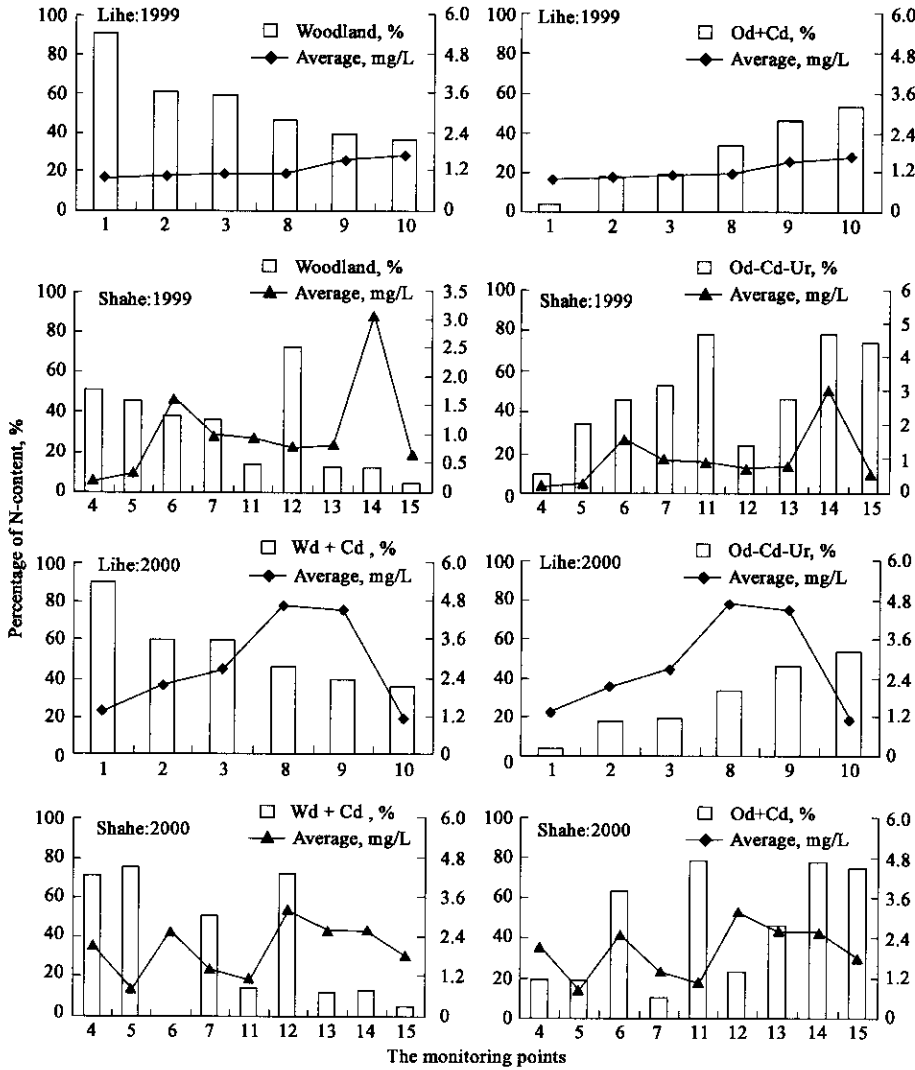 Percentage of N-content, %
Lihe:1999
Woodland, %
Average, mg/L
100
80
60
40
20
0
6.0
4.8
3.6
2.4
1.2
0
1 2 3 8 9 10
Lihe:1999
Od+Cd, %
Average, mg/L
100
80
60
40
20
0
6.0
4.8
3.6
2.4
1.2
0
1 2 3 8 9 10
Shahe:1999
Woodland, %
Average, mg/L
100
80
60
40
20
0
3.5
3.0
2.5
2.0
1.5
1.0
0.5
0
4 5 6 7 11 12 13 14 15
Shahe:1999
Od-Cd-Ur, %
Average, mg/L
100
80
60
40
20
0
6
5
4
3
2
1
0
4 5 6 7 11 12 13 14 15
Lihe:2000
Wd + Cd , %
Average, mg/L
100
80
60
40
20
0
6.0
4.8
3.6
2.4
1.2
0
1 2 3 8 9 10
Lihe:2000
Od-Cd-Ur, %
Average, mg/L
100
80
60
40
20
0
6.0
4.8
3.6
2.4
1.2
0
1 2 3 8 9 10
Shahe:2000
Wd + Cd , %
Average, mg/L
100
80
60
40
20
0
6.0
4.8
3.6
2.4
1.2
0
4 5 6 7 11 12 13 14 15
Shahe:2000
Od+Cd, %
Average, mg/L
100
80
60
40
20
0
6.0
4.8
3.6
2.4
1.2
0
4 5 6 7 11 12 13 14 15
The monitoring points